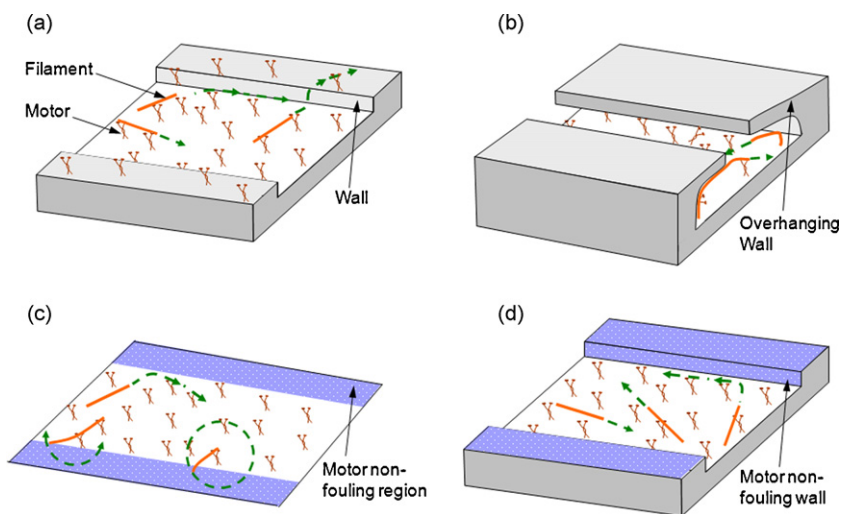 (a)
Filament
Motor
Wall
(b)
Overhanging
Wall
(c)
Motor non-
fouling region
(d)
Motor non-
fouling wall